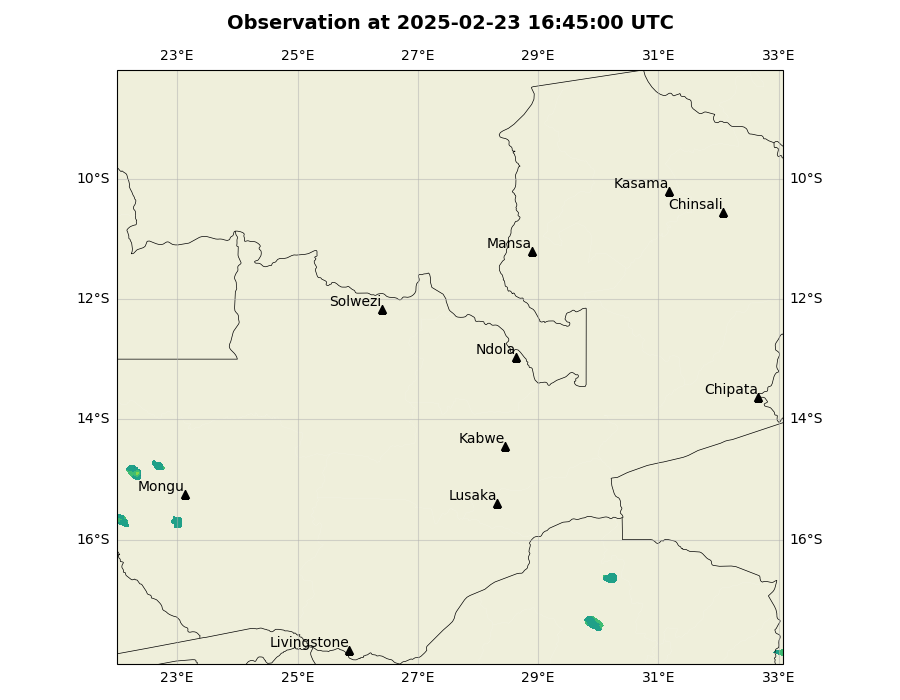 Observation at 2025-02-23 16:45:00 UTC
23°E 25°E 27°E 29°E 31°E 33°E
10°S 10°S
Kasama
Chinsali
Mansa
12°S 12°S
Solwezi
Ndola
Chipata
14°S 14°S
Kabwe
Mongu
Lusaka
16°S 16°S
Livingstone
23°E 25°E 27°E 29°E 31°E 33°E